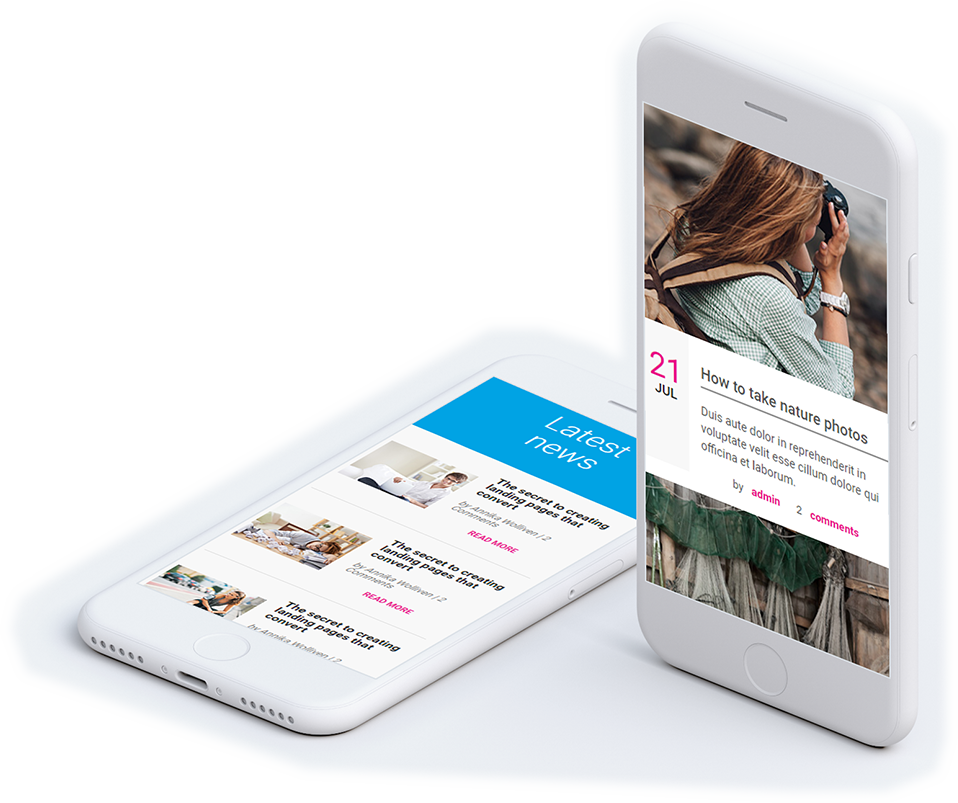 Latest
news
The secret to creating
landing pages that
convert
by Annika Wolliven / 2
Comments
READ MORE
The secret to creating
landing pages that
convert
by Annika Wolliven / 2
Comments
READ MORE
The secret to creating
landing pages that
convert
by Annika Wolliven / 2
21
JUL
How to take nature photos
Duis aute dolor in reprehenderit in
voluptate velit esse cillum dolore qui
officina et laborum.
by admin 2 comments